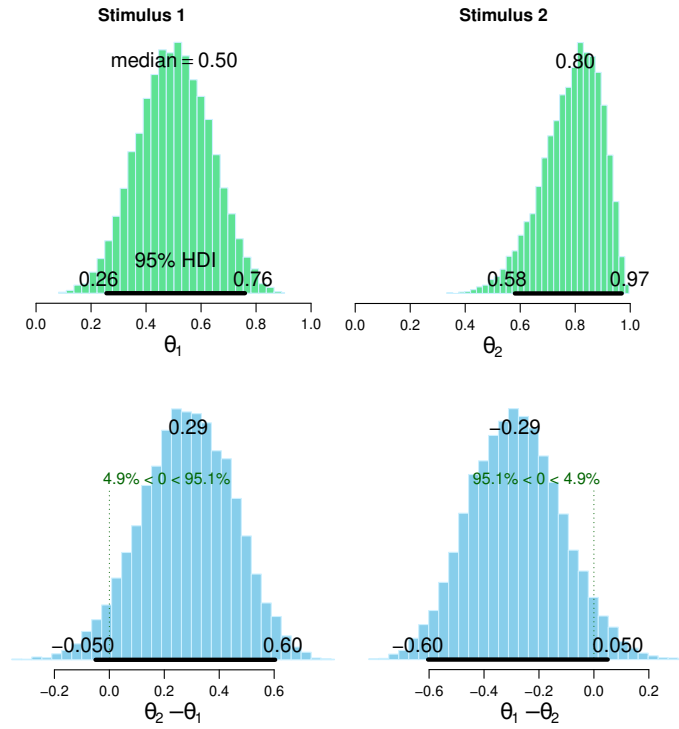 Stimulus 1
Stimulus 2
median = 0.50
0.80
95% HDI
0.26 0.76
0.58 0.97
0.0 0.2 0.4 0.6 0.8 1.0
0.0 0.2 0.4 0.6 0.8 1.0
θ1
θ2
0.29
−0.29
4.9% < 0 < 95.1%
95.1% < 0 < 4.9%
−0.050 0.60
−0.60 0.050
−0.2 0.0 0.2 0.4 0.6
−0.6 −0.4 −0.2 0.0 0.2
θ2 −θ1
θ1 −θ2